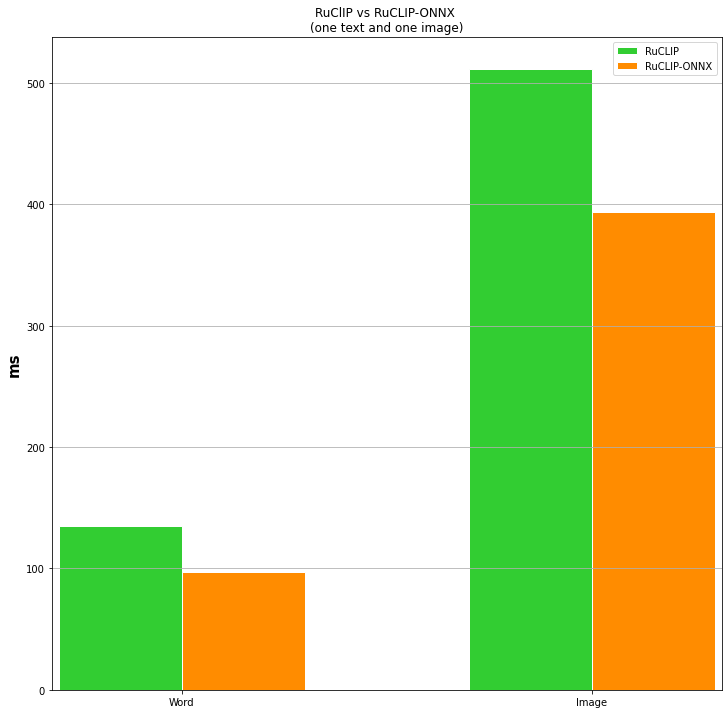 RuClIP vs RuCLIP-ONNX
(one text and one image)
RuCLIP
RuCLIP-ONNX
500
400
300
200
100
0
ms
Word
Image